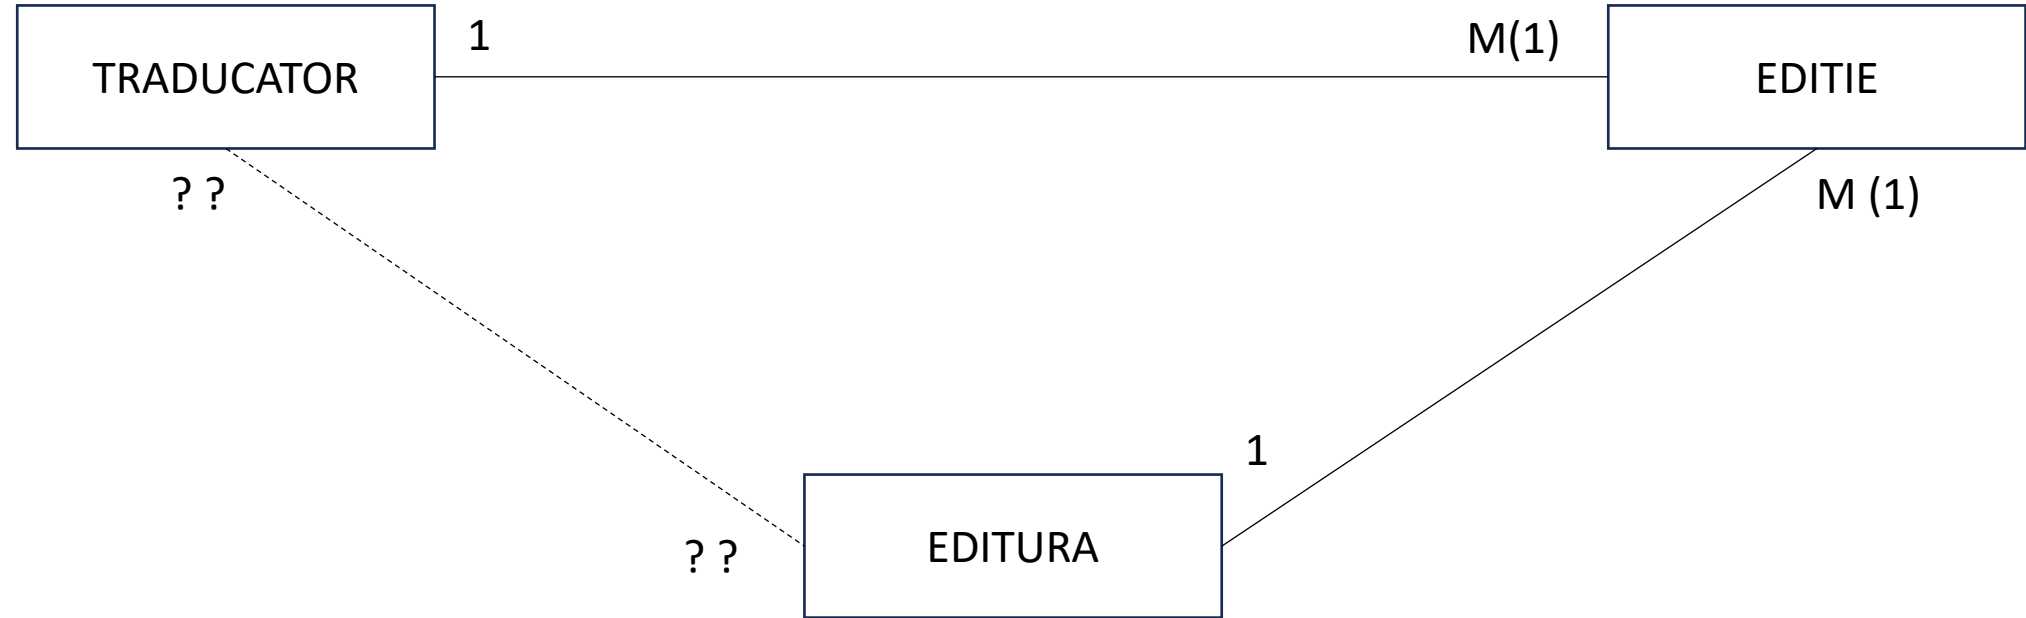 1
M(1)
TRADUCATOR
EDITIE
? ?
M (1)
1
EDITURA
? ?